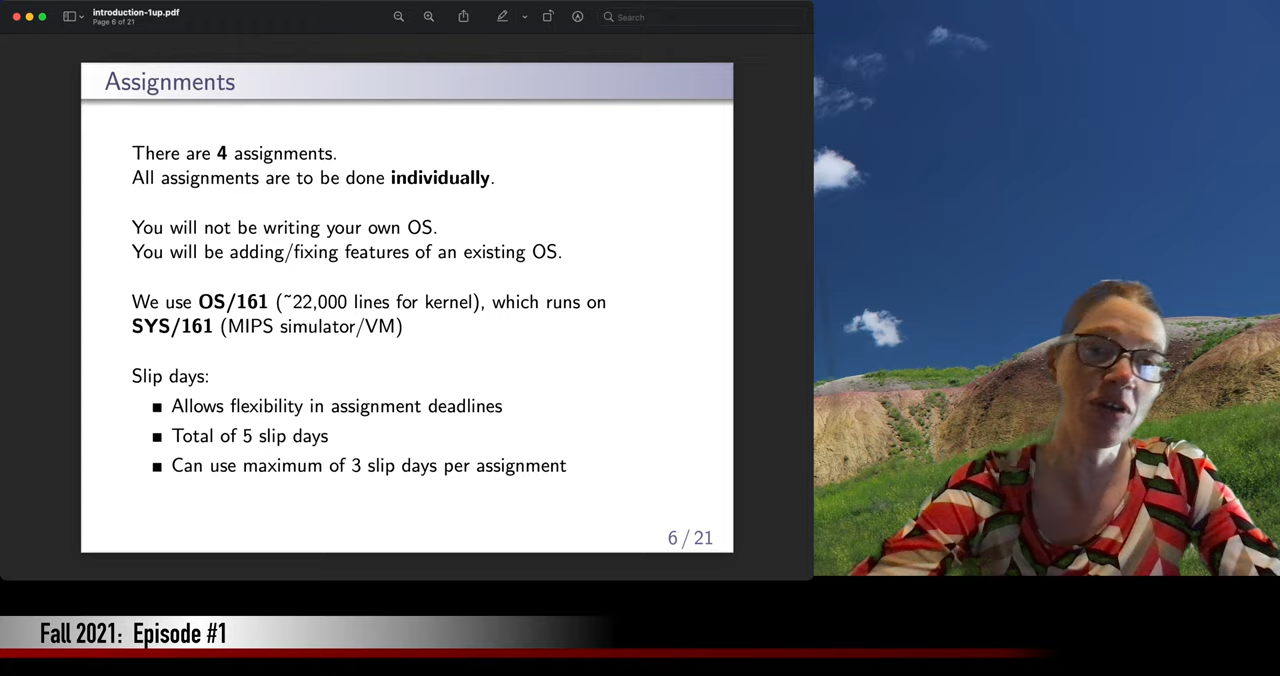 introduction-1up.pdf
Page 6 of 21
Search
Assignments
There are 4 assignments.
All assignments are to be done individually.
You will not be writing your own OS.
You will be adding/fixing features of an existing OS.
We use OS/161 (~22,000 lines for kernel), which runs on
SYS/161 (MIPS simulator/VM)
Slip days:
■ Allows flexibility in assignment deadlines
■ Total of 5 slip days
■ Can use maximum of 3 slip days per assignment
6 / 21
Fall 2021: Episode #1